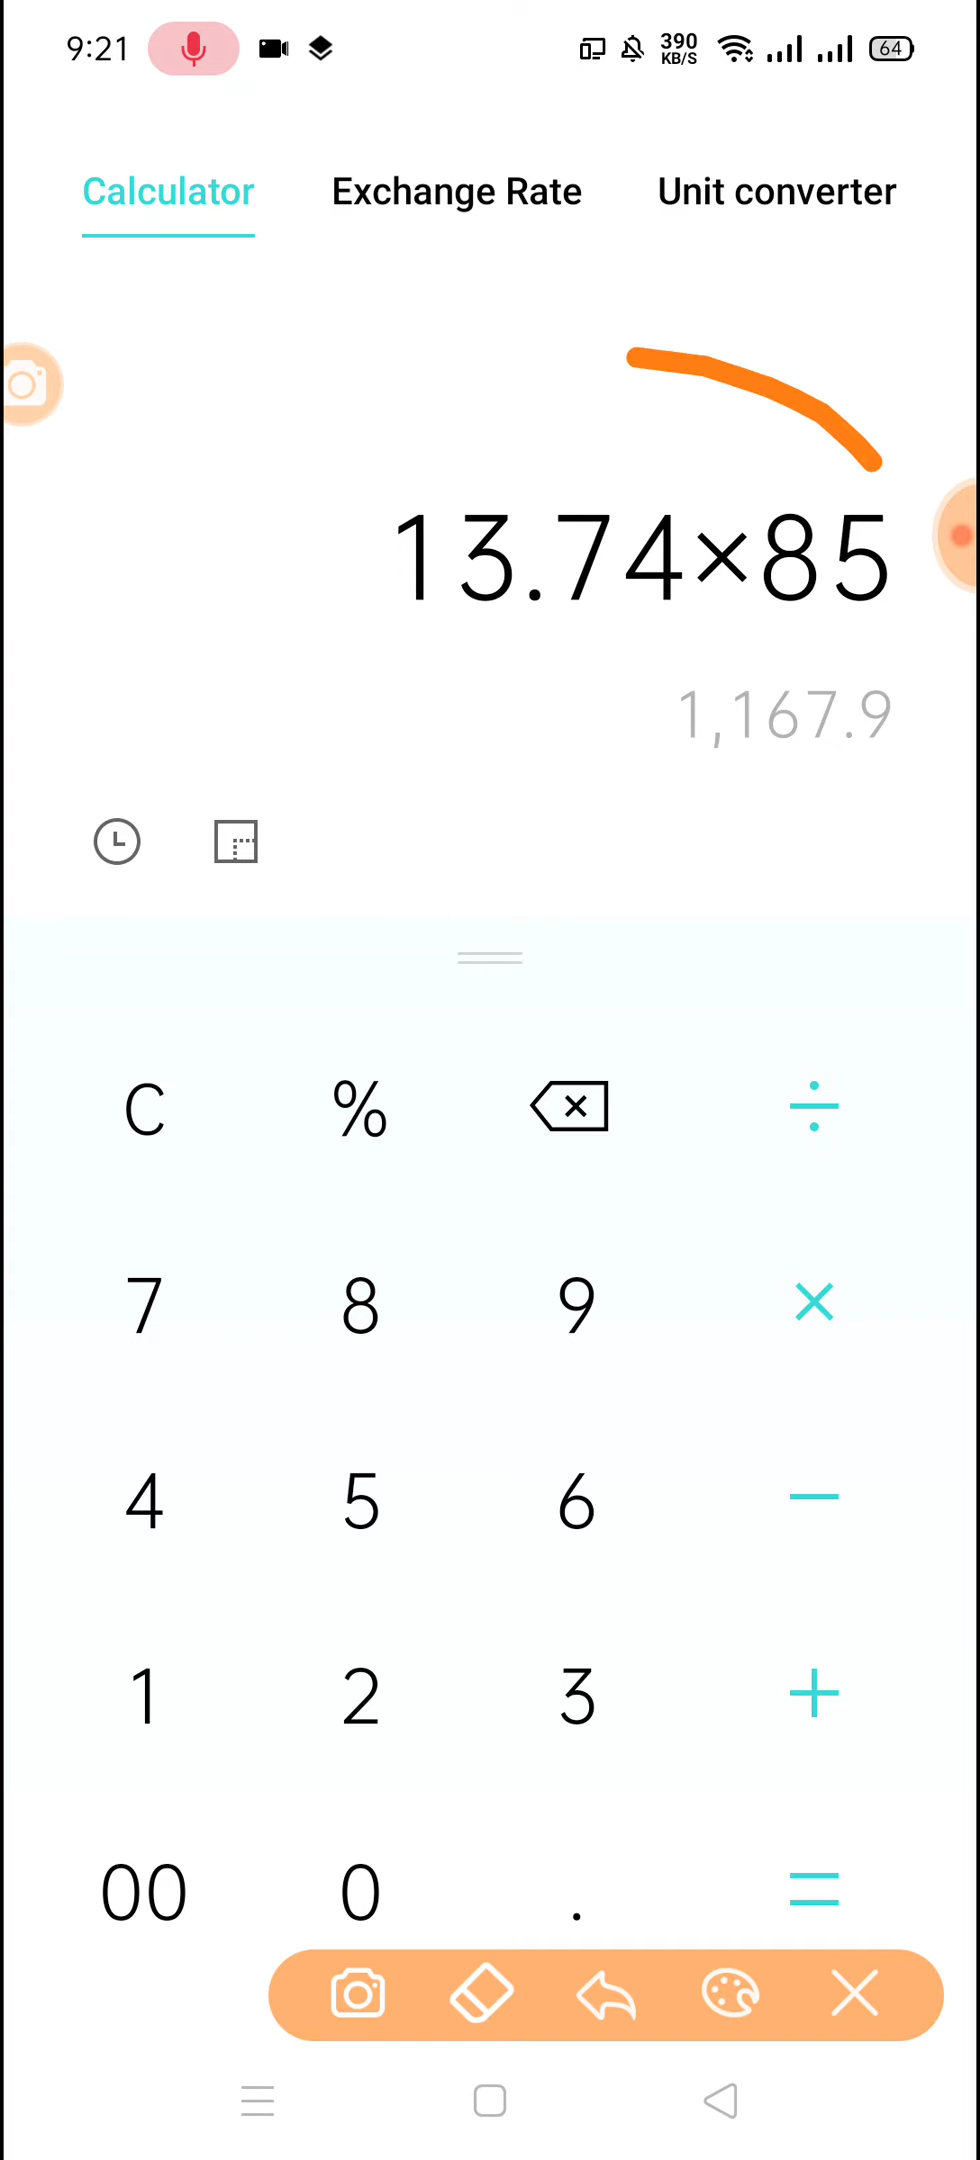 9:21 390 KB/S 64
Calculator Exchange Rate Unit converter
13.74×85
1,167.9
C % ÷
7 8 9 ×
4 5 6 −
1 2 3 +
00 0 . =